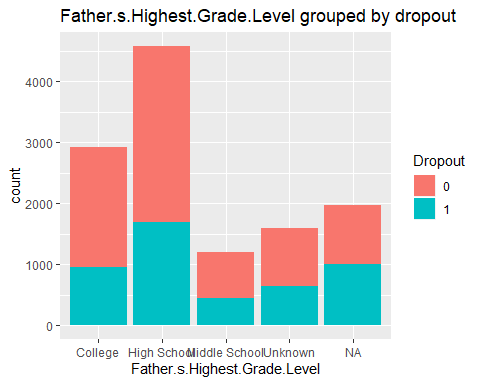 Father.s.Highest.Grade.Level grouped by dropout
4000
3000
2000
1000
0
count
College High School Middle School Unknown NA
Father.s.Highest.Grade.Level
Dropout
0
1